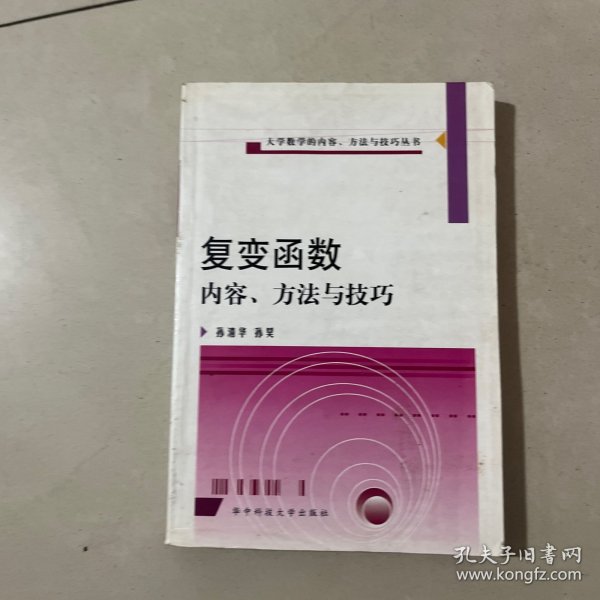 大学数学的内容、方法与技巧丛书
复变函数
内容、方法与技巧
孙清华 孙昊
华中科技大学出版社
孔夫子旧书网
www.kongfz.com